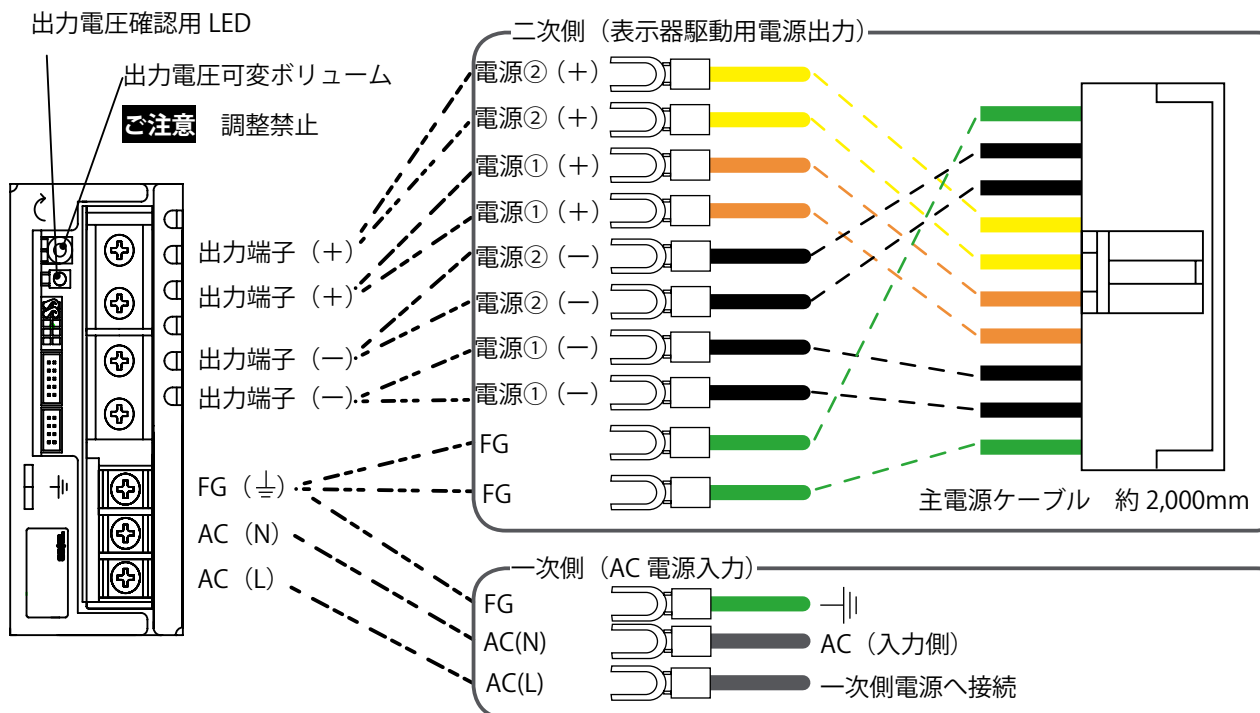 出力電圧確認用 LED
出力電圧可変ボリューム
ご注意 調整禁止
出力端子(+)
出力端子(+)
出力端子(-)
出力端子(-)
FG(⏚)
AC(N)
AC(L)
二次側(表示器駆動用電源出力)
電源②(+)
電源②(+)
電源①(+)
電源①(+)
電源②(-)
電源②(-)
電源①(-)
電源①(-)
FG
FG
主電源ケーブル 約 2,000mm
一次側(AC 電源入力)
FG
AC(N)
AC(入力側)
AC(L)
一次側電源へ接続